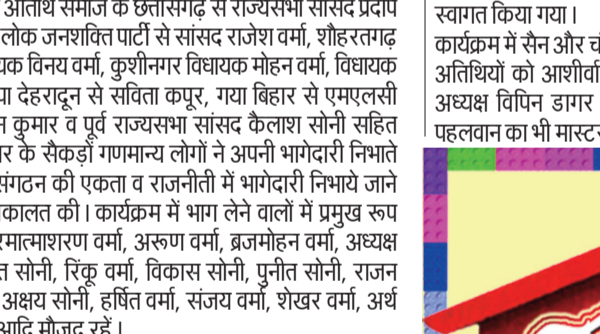 अतिथि समाज के छत्तीसगढ़ से राज्यसभा सांसद प्रदीप
लोक जनशक्ति पार्टी से सांसद राजेश वर्मा, शौहरतगढ़
यक विनय वर्मा, कुशीनगर विधायक मोहन वर्मा, विधायक
पा देहरादून से सविता कपूर, गया बिहार से एमएलसी
न कुमार व पूर्व राज्यसभा सांसद कैलाश सोनी सहित
र के सैकड़ों गणमान्य लोगों ने अपनी भागेदारी निभाते
संगठन की एकता व राजनीती में भागेदारी निभाये जाने
कालत की। कार्यक्रम में भाग लेने वालों में प्रमुख रूप
रमात्माशरण वर्मा, अरूण वर्मा, ब्रजमोहन वर्मा, अध्यक्ष
त सोनी, रिंकू वर्मा, विकास सोनी, पुनीत सोनी, राजन
अक्षय सोनी, हर्षित वर्मा, संजय वर्मा, शेखर वर्मा, अर्थ
आदि मौजूद रहें।
स्वागत किया गया।
कार्यक्रम में सैन और च
अतिथियों को आशीर्वा
अध्यक्ष विपिन डागर
पहलवान का भी मास्ट